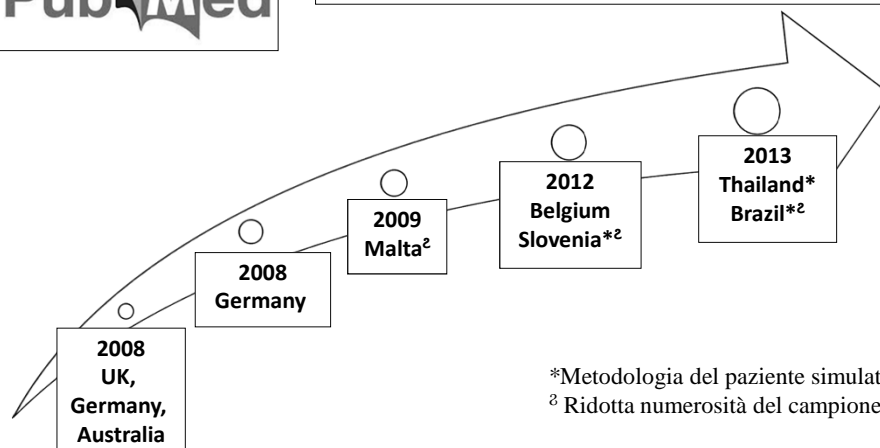 PubMed
2008
UK,
Germany,
Australia
2008
Germany
2009
Malta²
2012
Belgium
Slovenia*²
2013
Thailand*
Brazil*²
*Metodologia del paziente simulat
² Ridotta numerosità del campione